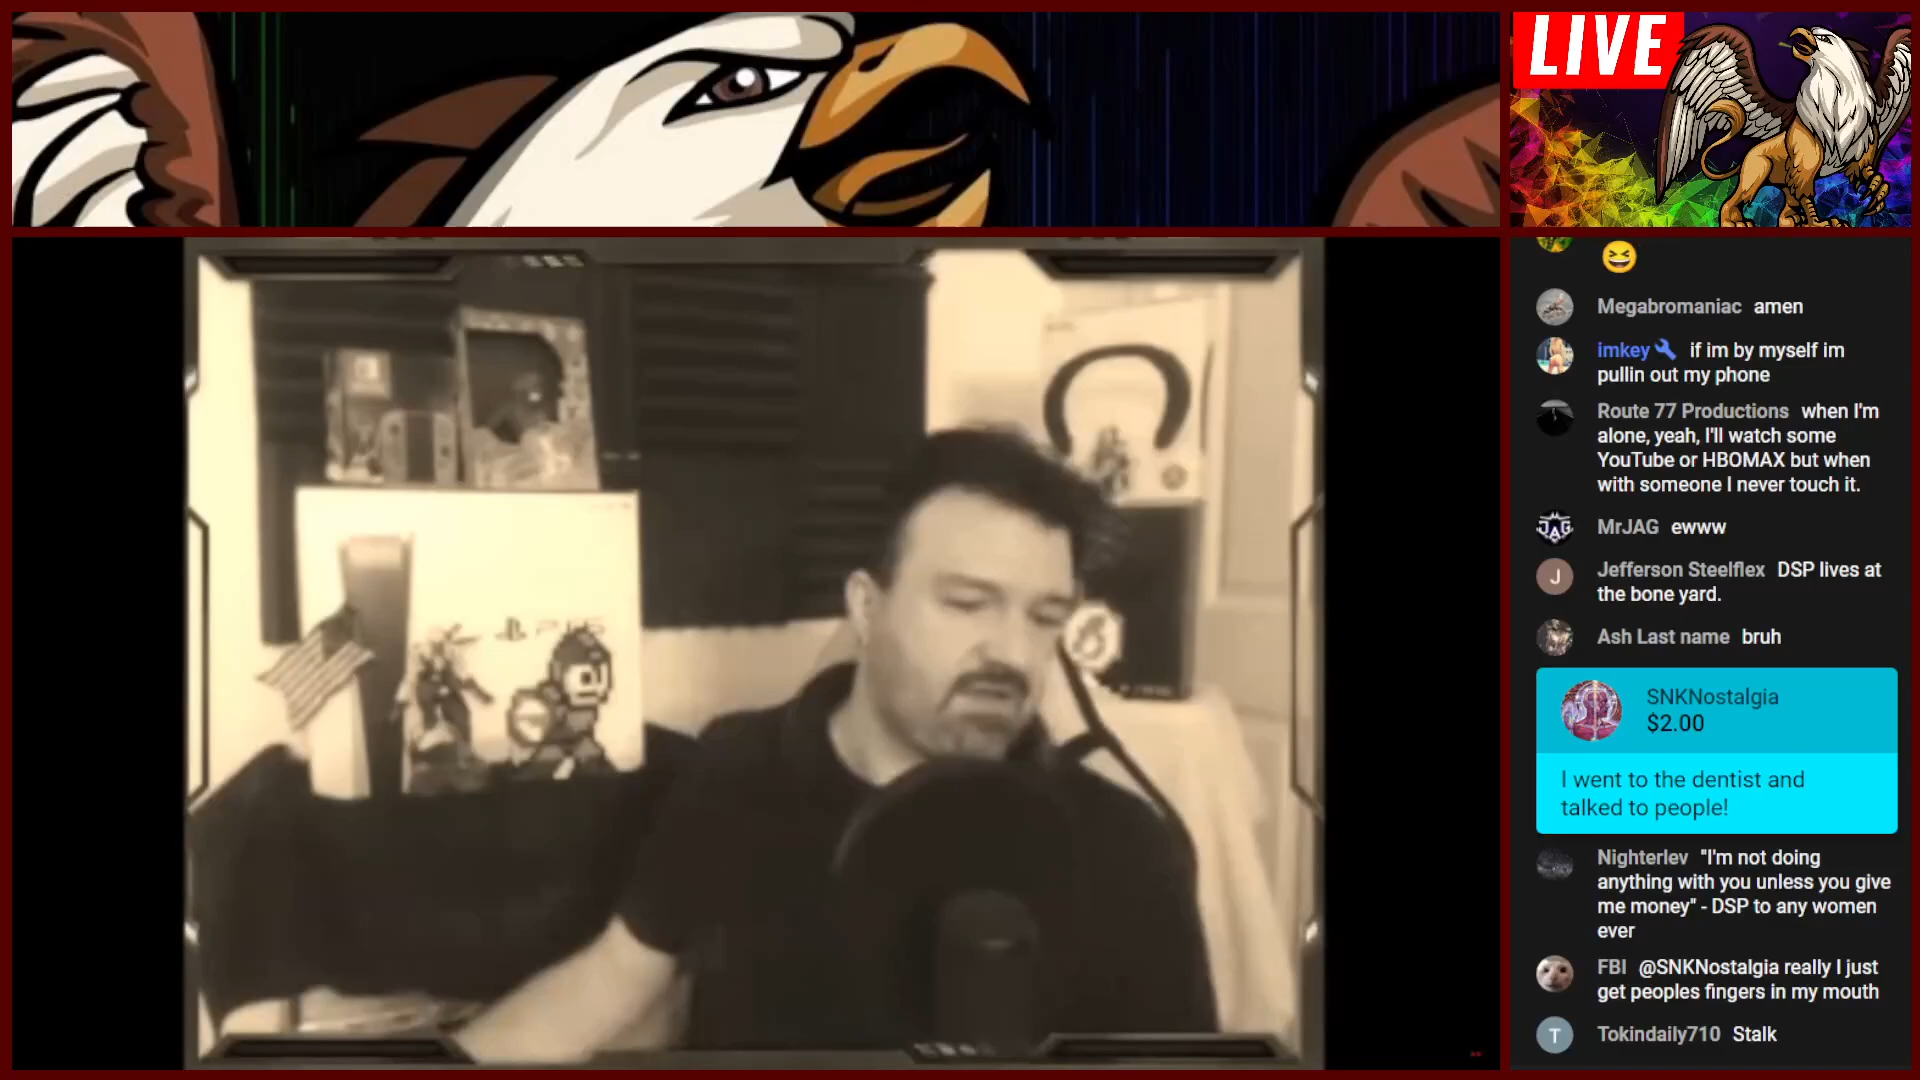 LIVE
Megabromaniac amen
imkey if im by myself im
pullin out my phone
Route 77 Productions when I'm
alone, yeah, I'll watch some
YouTube or HBOMAX but when
with someone I never touch it.
JAG
MrJAG ewww
J
Jefferson Steelflex DSP lives at
the bone yard.
Ash Last name bruh
SNKNostalgia
$2.00
I went to the dentist and
talked to people!
Nighterlev "I'm not doing
anything with you unless you give
me money" - DSP to any women
ever
FBI @SNKNostalgia really I just
get peoples fingers in my mouth
T
Tokindaily710 Stalk